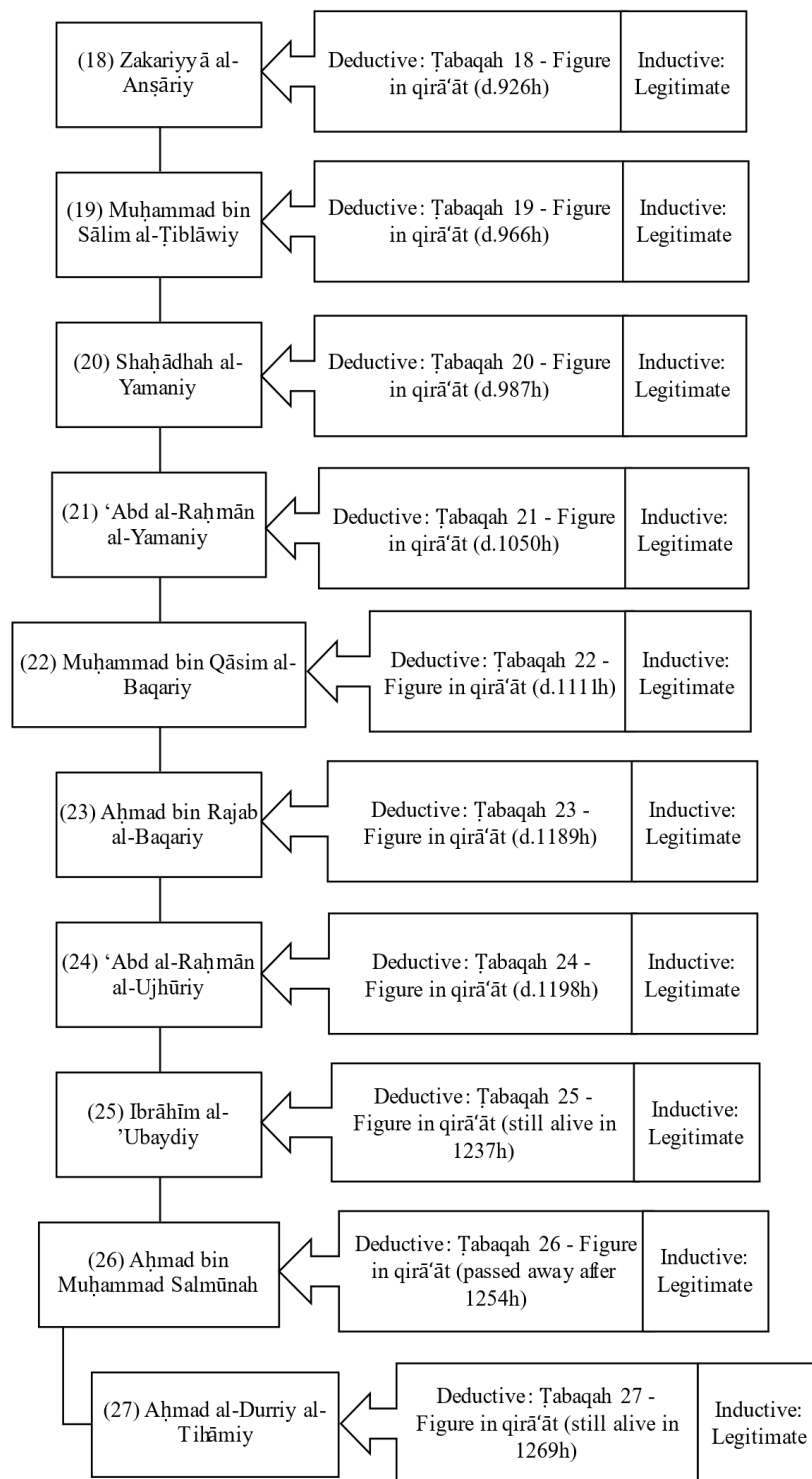 (18) Zakariyyā al-
Anṣāriy
Deductive: Ṭabaqah 18 - Figure
in qirā‘āt (d.926h)
Inductive:
Legitimate
(19) Muḥammad bin
Sālim al-Ṭiblāwiy
Deductive: Ṭabaqah 19 - Figure
in qirā‘āt (d.966h)
Inductive:
Legitimate
(20) Shaḥādhah al-
Yamaniy
Deductive: Ṭabaqah 20 - Figure
in qirā‘āt (d.987h)
Inductive:
Legitimate
(21) ‘Abd al-Raḥmān
al-Yamaniy
Deductive: Ṭabaqah 21 - Figure
in qirā‘āt (d.1050h)
Inductive:
Legitimate
(22) Muḥammad bin Qāsim al-
Baqariy
Deductive: Ṭabaqah 22 -
Figure in qirā‘āt (d.1111h)
Inductive:
Legitimate
(23) Aḥmad bin Rajab
al-Baqariy
Deductive: Ṭabaqah 23 -
Figure in qirā‘āt (d.1189h)
Inductive:
Legitimate
(24) ‘Abd al-Raḥmān
al-Ujhūriy
Deductive: Ṭabaqah 24 -
Figure in qirā‘āt (d.1198h)
Inductive:
Legitimate
(25) Ibrāhīm al-
’Ubaydiy
Deductive: Ṭabaqah 25 -
Figure in qirā‘āt (still alive in
1237h)
Inductive:
Legitimate
(26) Aḥmad bin
Muḥammad Salmūnah
Deductive: Ṭabaqah 26 - Figure
in qirā‘āt (passed away after
1254h)
Inductive:
Legitimate
(27) Aḥmad al-Durriy al-
Tihāmiy
Deductive: Ṭabaqah 27 -
Figure in qirā‘āt (still alive in
1269h)
Inductive:
Legitimate